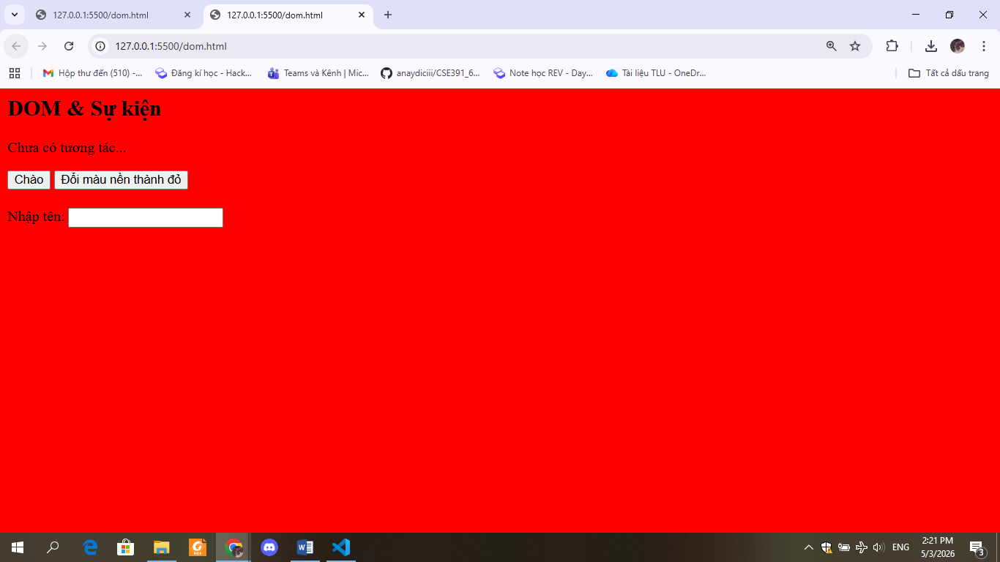 127.0.0.1:5500/dom.html
127.0.0.1:5500/dom.html
127.0.0.1:5500/dom.html
Hộp thư đến (510) -...
Đăng kí học - Hack...
Teams và Kênh | Mic...
anaydiciii/CSE391_6...
Note học REV - Day...
Tài liệu TLU - OneDr...
Tất cả dấu trang
DOM & Sự kiện
Chưa có tương tác...
Chào
Đổi màu nền thành đỏ
Nhập tên:
PDF
ENG
2:21 PM
5/3/2026
3